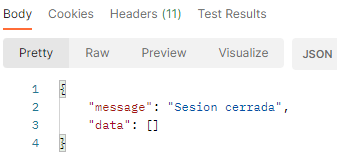 Body Cookies Headers (11) Test Results
Pretty Raw Preview Visualize JSON
1 {
2 "message": "Sesion cerrada",
3 "data": []
4 }